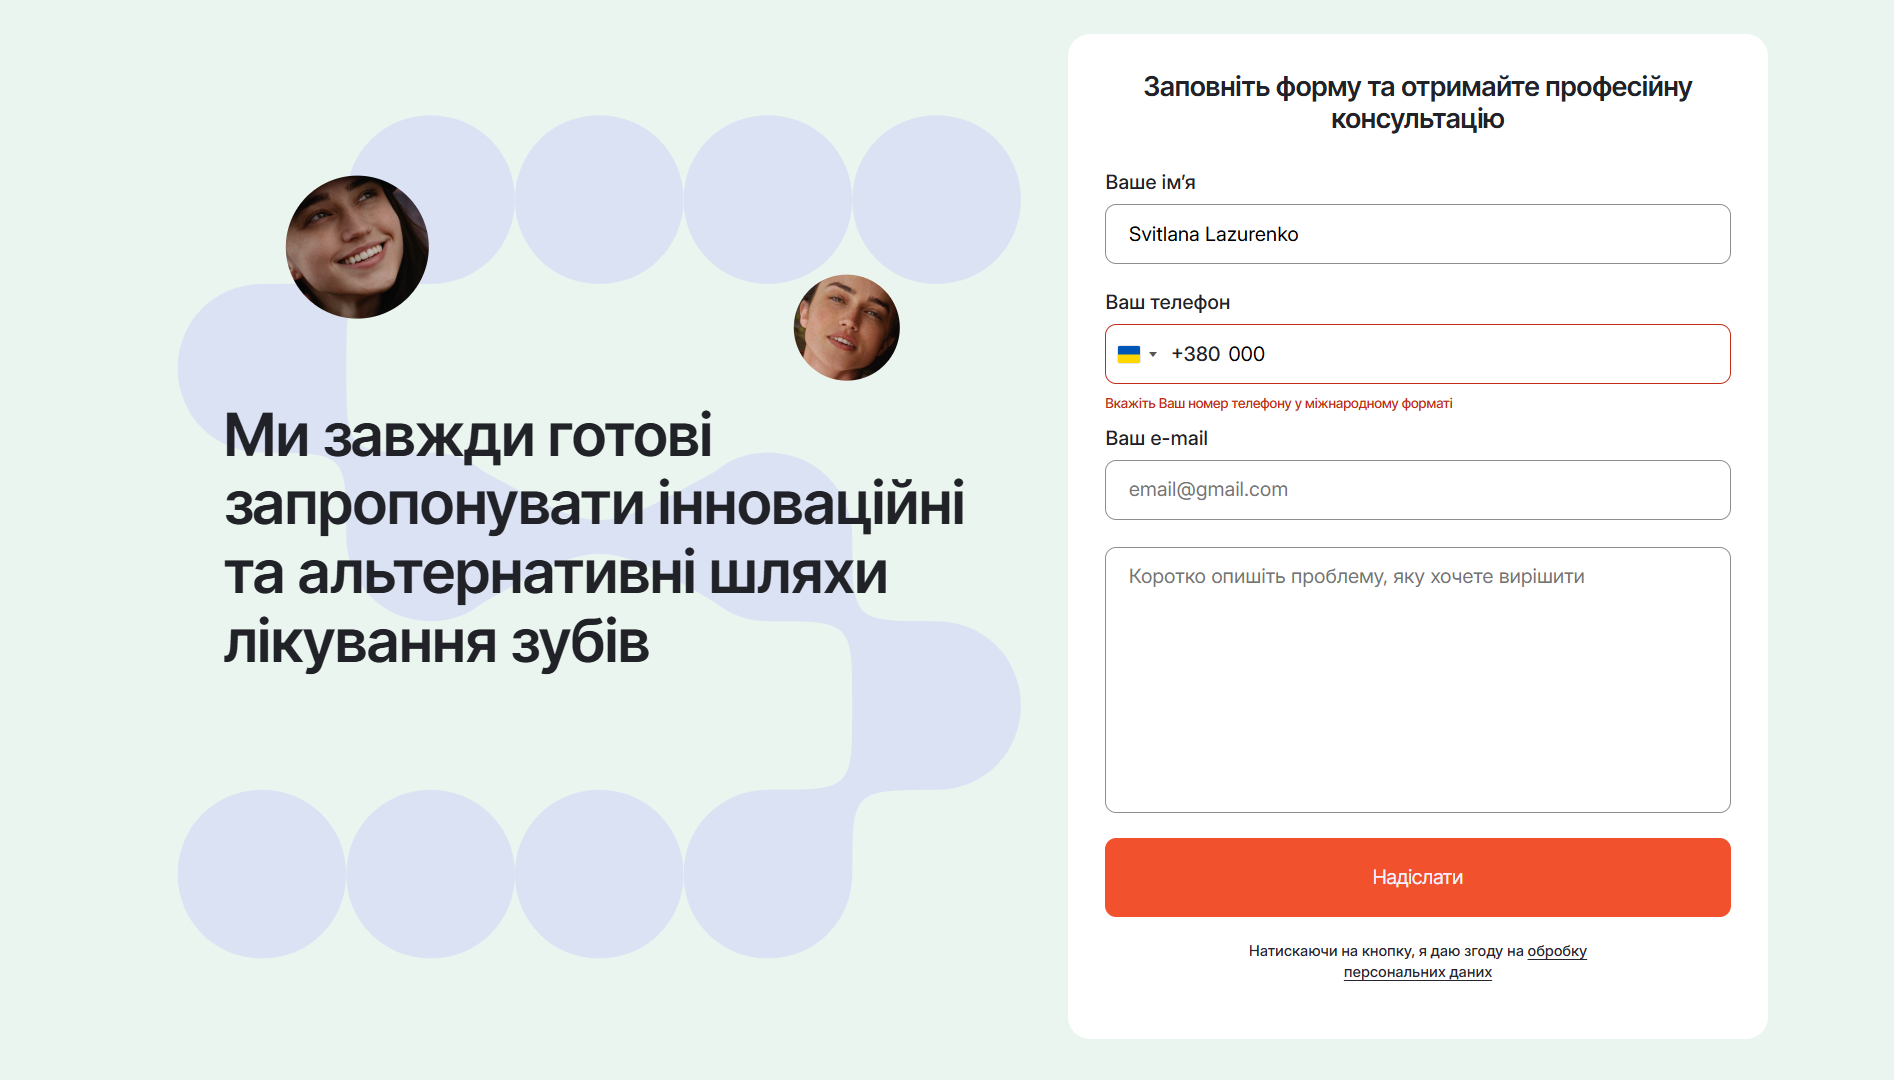 Ми завжди готові
запропонувати інноваційні
та альтернативні шляхи
лікування зубів
Заповніть форму та отримайте професійну
консультацію
Ваше ім’я
Svitlana Lazurenko
Ваш телефон
+380 000
Вкажіть Ваш номер телефону у міжнародному форматі
Ваш e-mail
email@gmail.com
Коротко опишіть проблему, яку хочете вирішити
Надіслати
Натискаючи на кнопку, я даю згоду на обробку
персональних даних